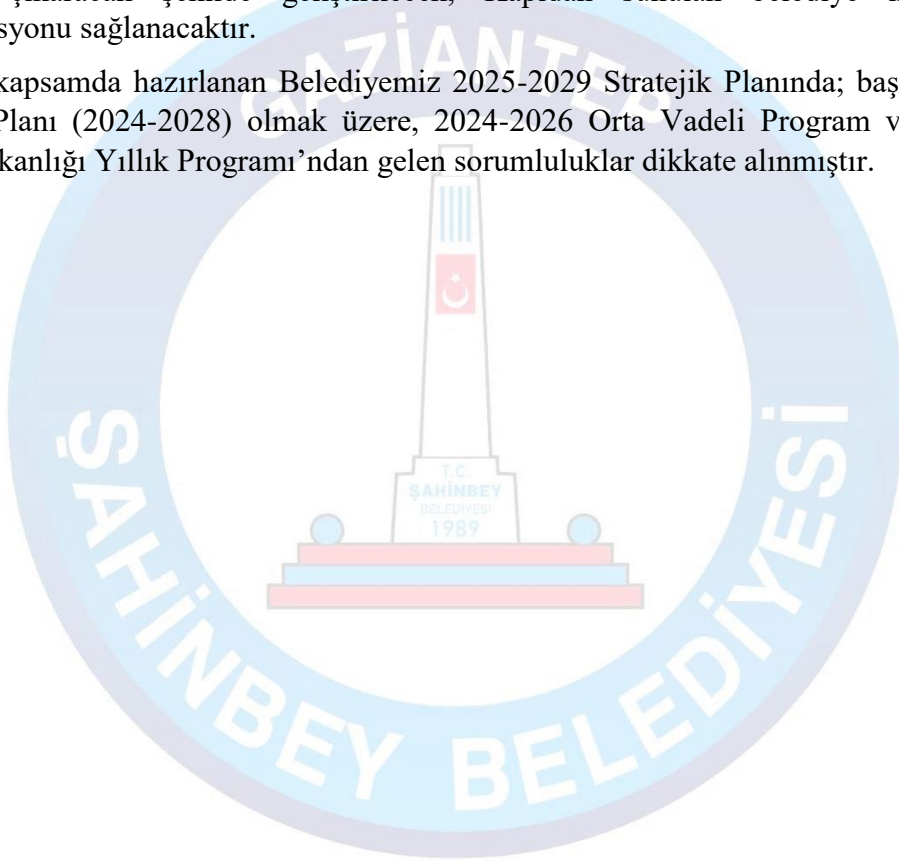 syonu sağlanacaktır.
kapsamda hazırlanan Belediyemiz 2025-2029 Stratejik Planında; baş
Planı (2024-2028) olmak üzere, 2024-2026 Orta Vadeli Program v
kanlığı Yıllık Programı’ndan gelen sorumluluklar dikkate alınmıştır.
GAZİANTEP
T.C.
ŞAHİNBEY
BELEDİYESİ
1989
ŞAHİNBEY BELEDİYESİ